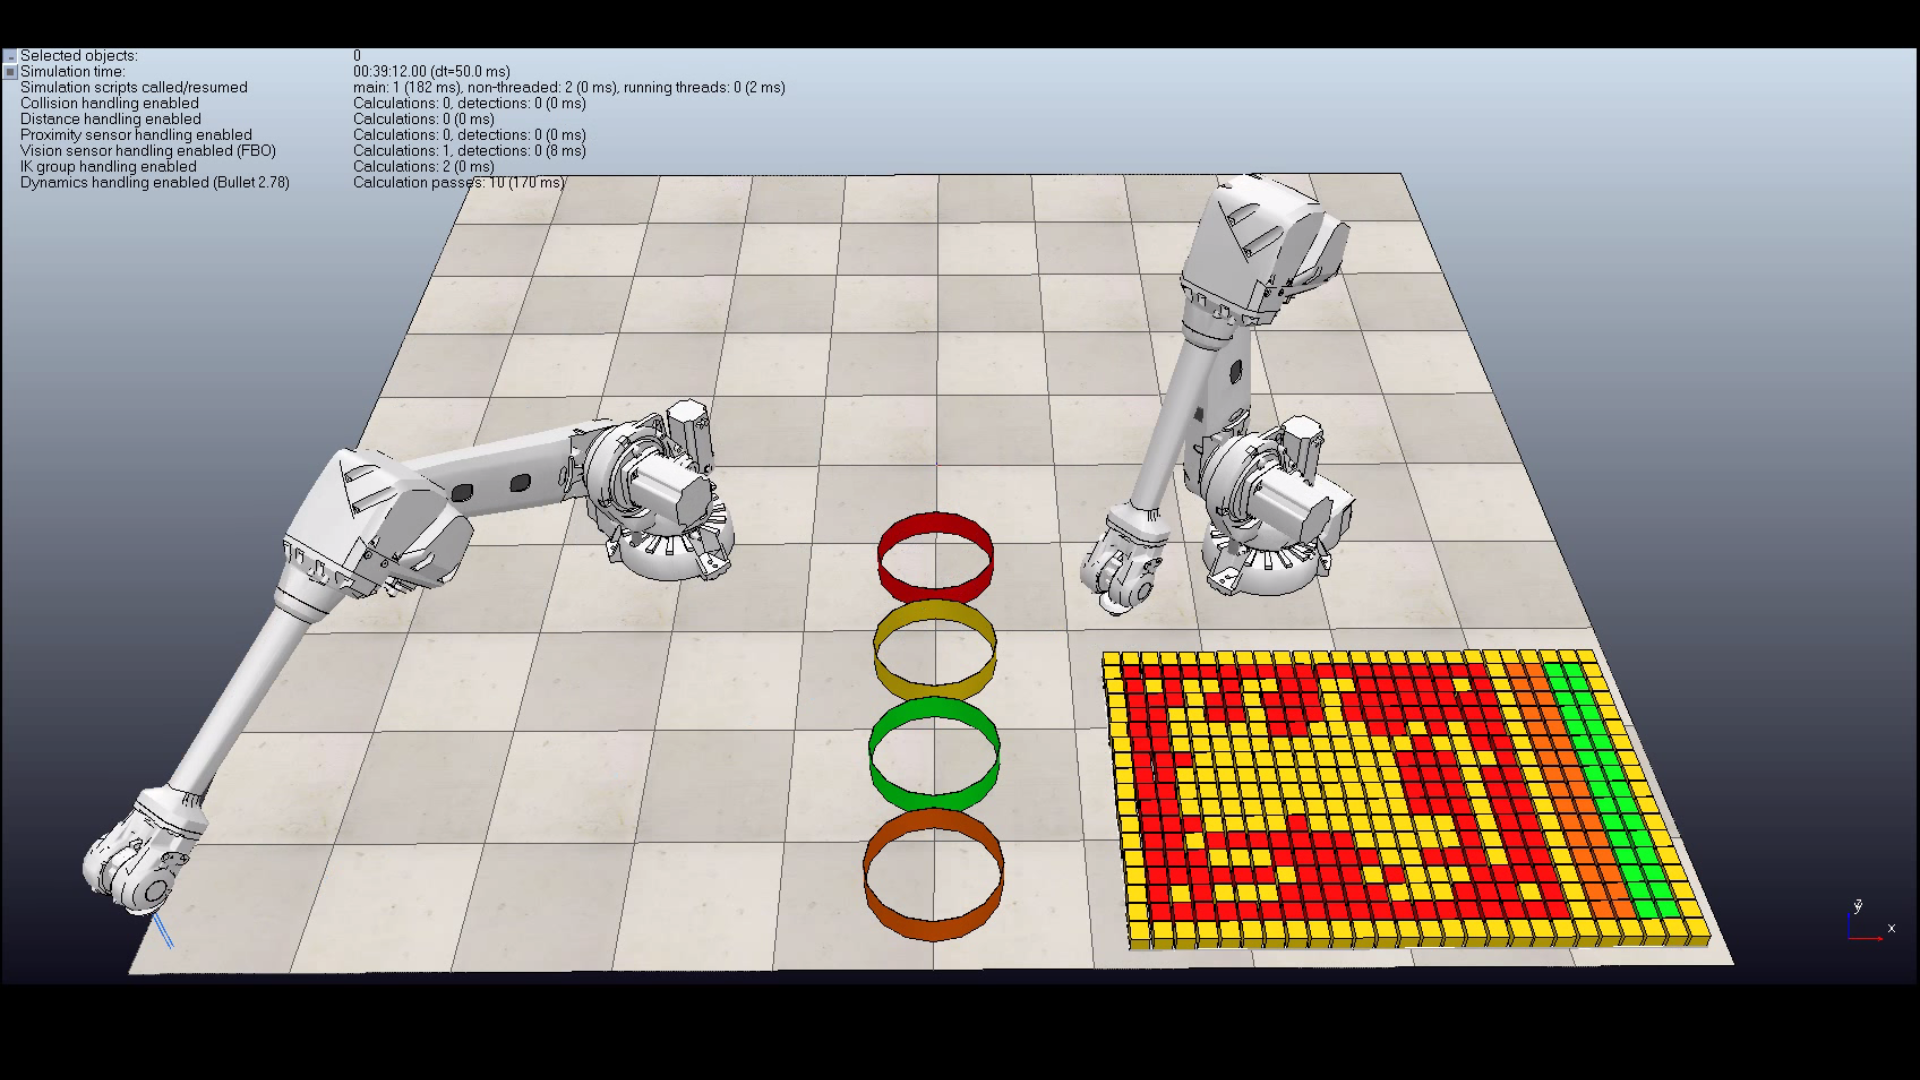 Selected objects: 0
Simulation time: 00:39:12.00 (dt=50.0 ms)
Simulation scripts called/resumed main: 1 (182 ms), non-threaded: 2 (0 ms), running threads: 0 (2 ms)
Collision handling enabled Calculations: 0, detections: 0 (0 ms)
Distance handling enabled Calculations: 0 (0 ms)
Proximity sensor handling enabled Calculations: 0, detections: 0 (0 ms)
Vision sensor handling enabled (FBO) Calculations: 1, detections: 0 (8 ms)
IK group handling enabled Calculations: 2 (0 ms)
Dynamics handling enabled (Bullet 2.78) Calculation passes: 10 (170 ms)
x